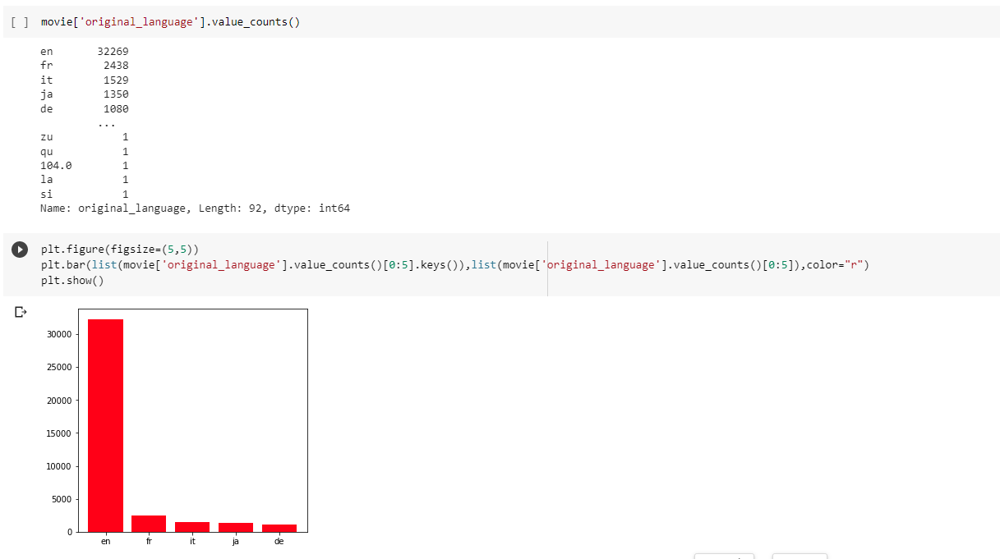 [ ] movie['original_language'].value_counts()
en 32269
fr 2438
it 1529
ja 1350
de 1080
...
zu 1
qu 1
104.0 1
la 1
si 1
Name: original_language, Length: 92, dtype: int64
plt.figure(figsize=(5,5))
plt.bar(list(movie['original_language'].value_counts()[0:5].keys()),list(movie['original_language'].value_counts()[0:5]),color="r")
plt.show()
30000
25000
20000
15000
10000
5000
0
en fr it ja de